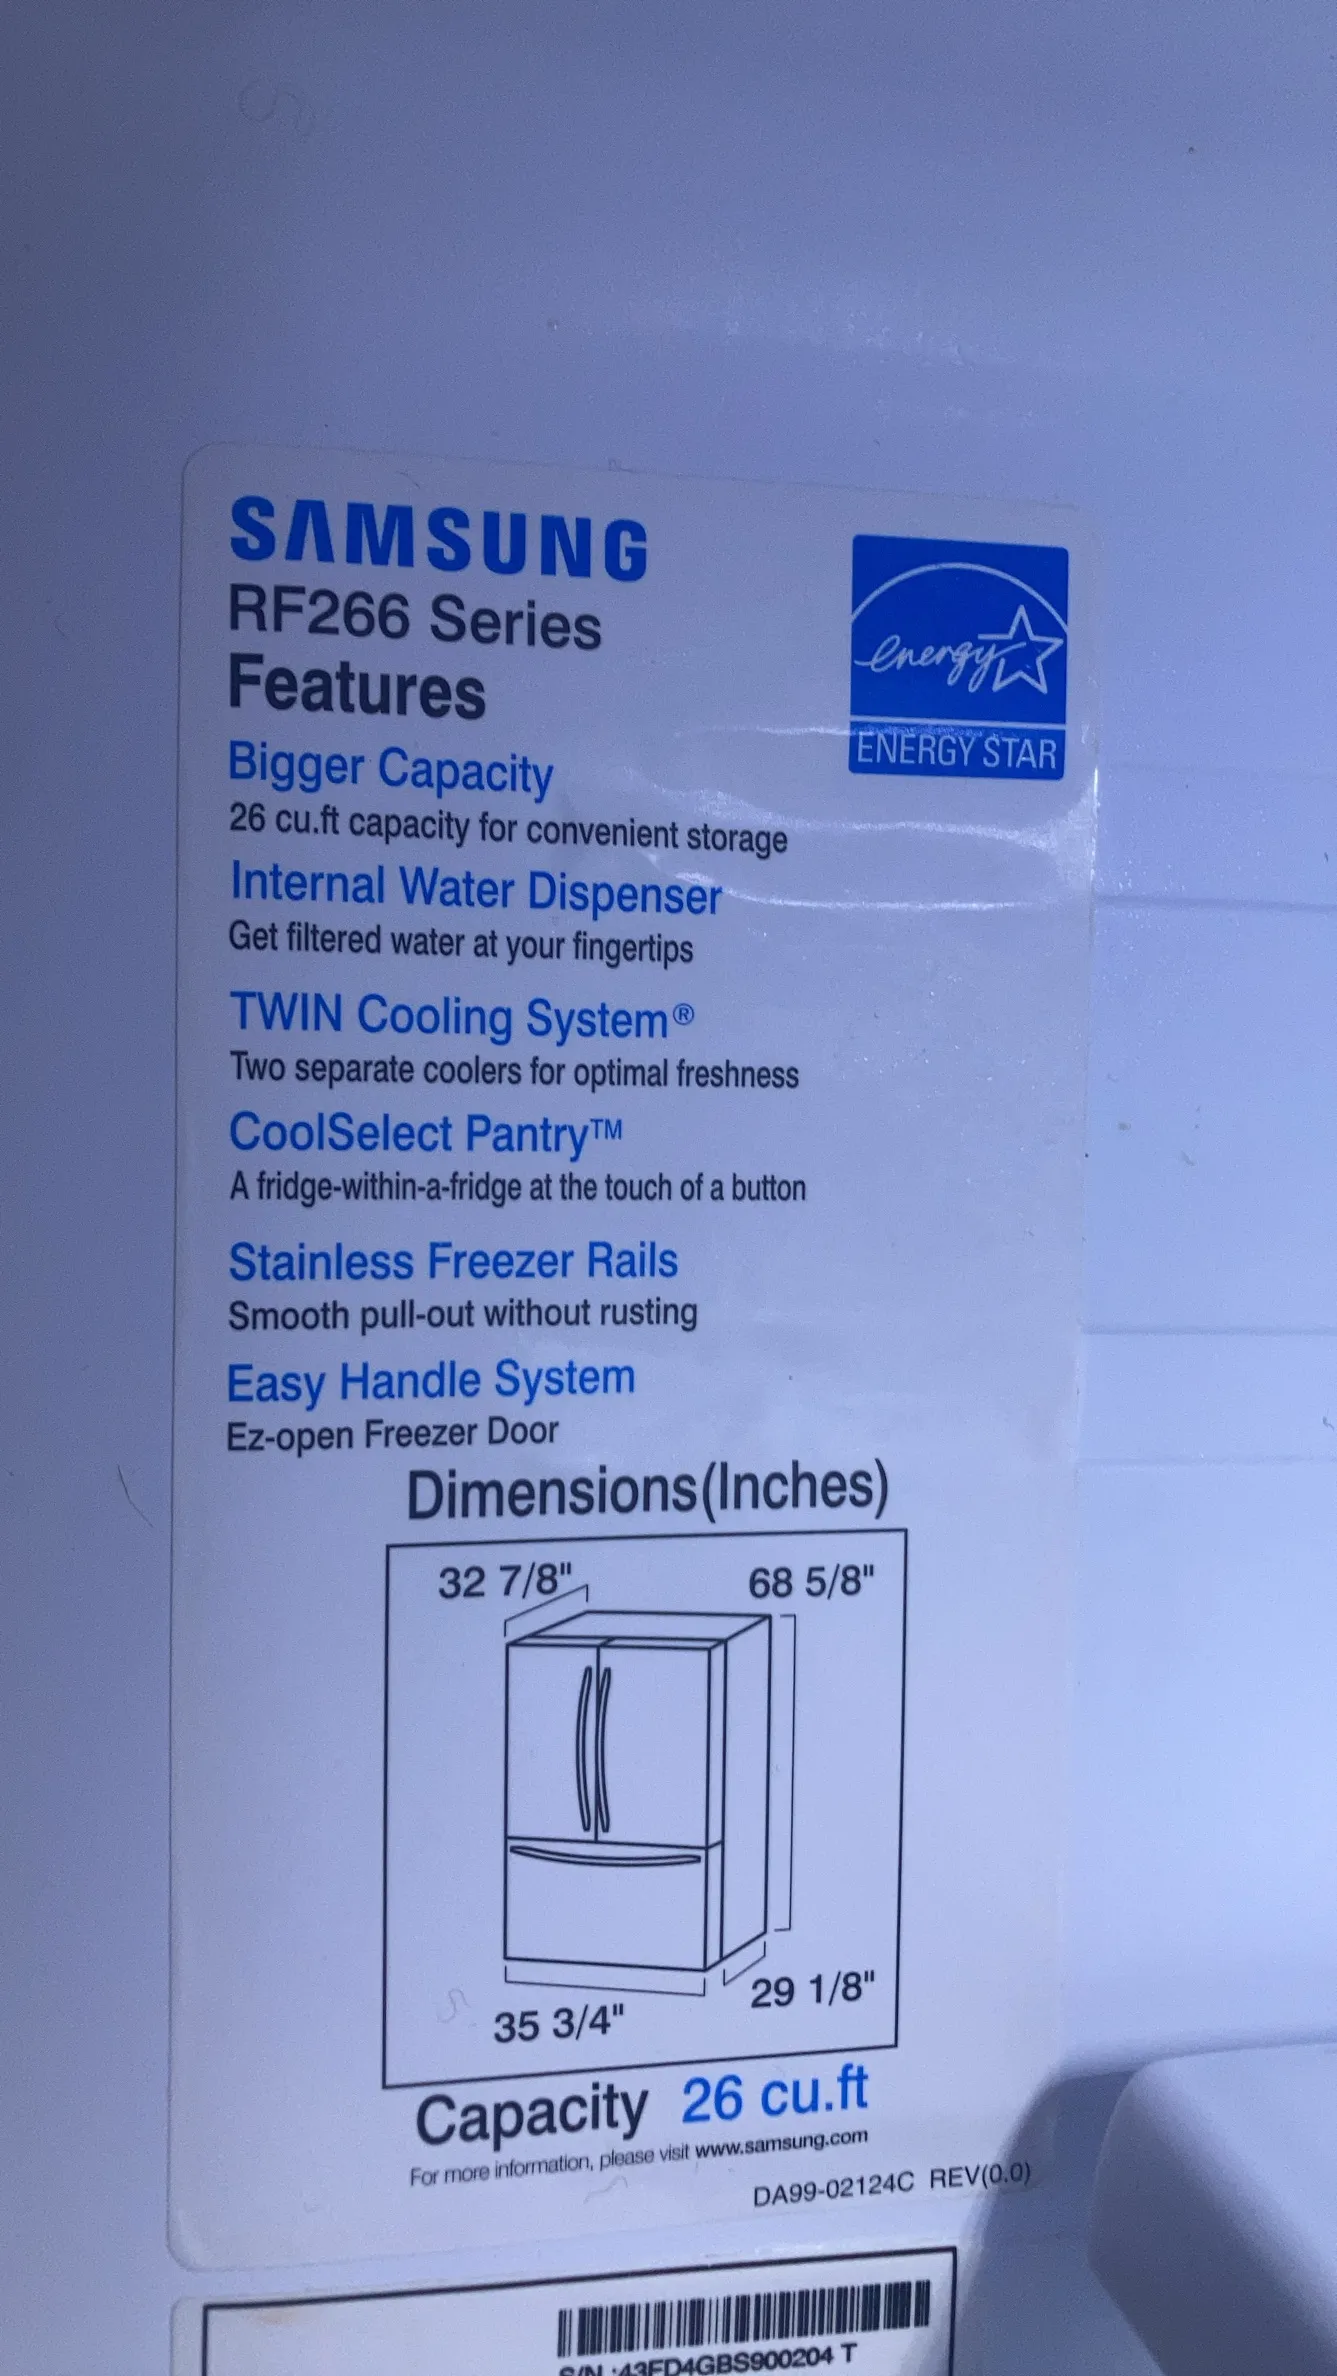 SAMSUNG
RF266 Series
Features
energy
ENERGY STAR
Bigger Capacity
26 cu.ft capacity for convenient storage
Internal Water Dispenser
Get filtered water at your fingertips
TWIN Cooling System®
Two separate coolers for optimal freshness
CoolSelect Pantry™
A fridge-within-a-fridge at the touch of a button
Stainless Freezer Rails
Smooth pull-out without rusting
Easy Handle System
Ez-open Freezer Door
Dimensions(Inches)
32 7/8" 68 5/8"
29 1/8"
35 3/4"
Capacity 26 cu.ft
For more information, please visit www.samsung.com
DA99-02124C REV(0.0)
S/N :43FD4GBS900204 T